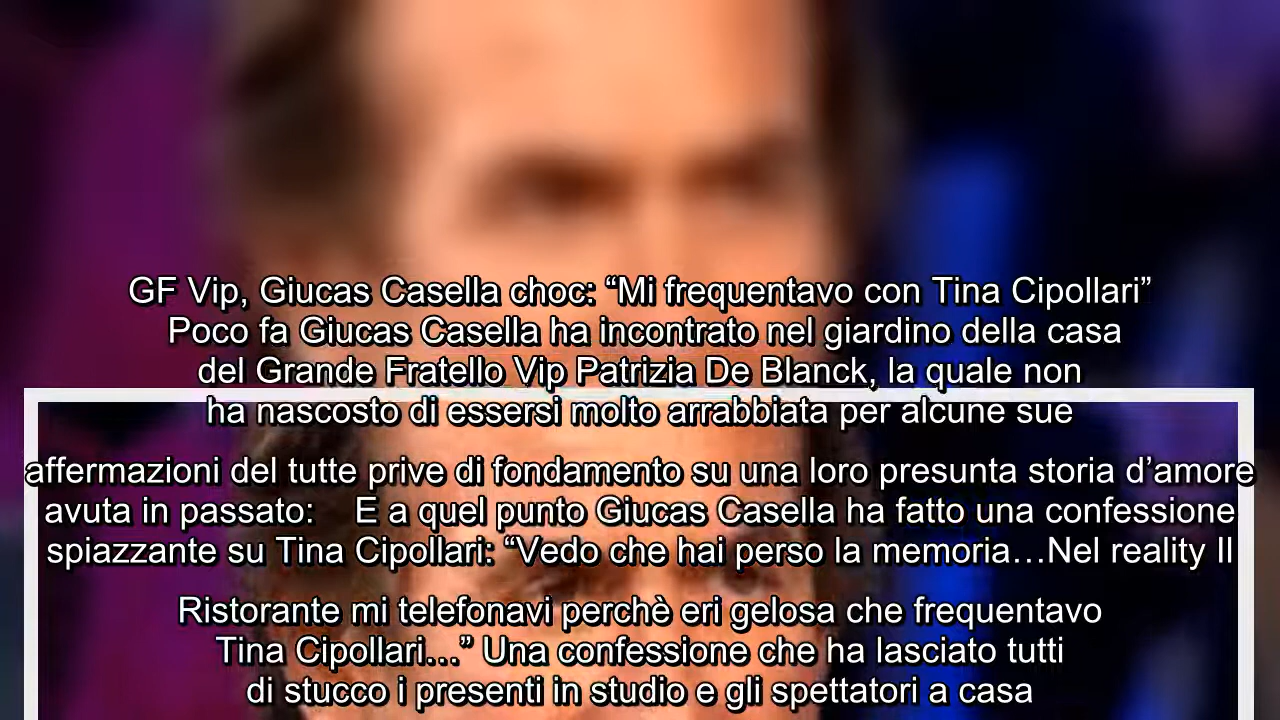 GF Vip, Giucas Casella choc: “Mi frequentavo con Tina Cipollari”
Poco fa Giucas Casella ha incontrato nel giardino della casa
del Grande Fratello Vip Patrizia De Blanck, la quale non
ha nascosto di essersi molto arrabbiata per alcune sue
affermazioni del tutte prive di fondamento su una loro presunta storia d’amore
avuta in passato:    E a quel punto Giucas Casella ha fatto una confessione
spiazzante su Tina Cipollari: “Vedo che hai perso la memoria…Nel reality Il
Ristorante mi telefonavi perchè eri gelosa che frequentavo
Tina Cipollari…” Una confessione che ha lasciato tutti
di stucco i presenti in studio e gli spettatori a casa